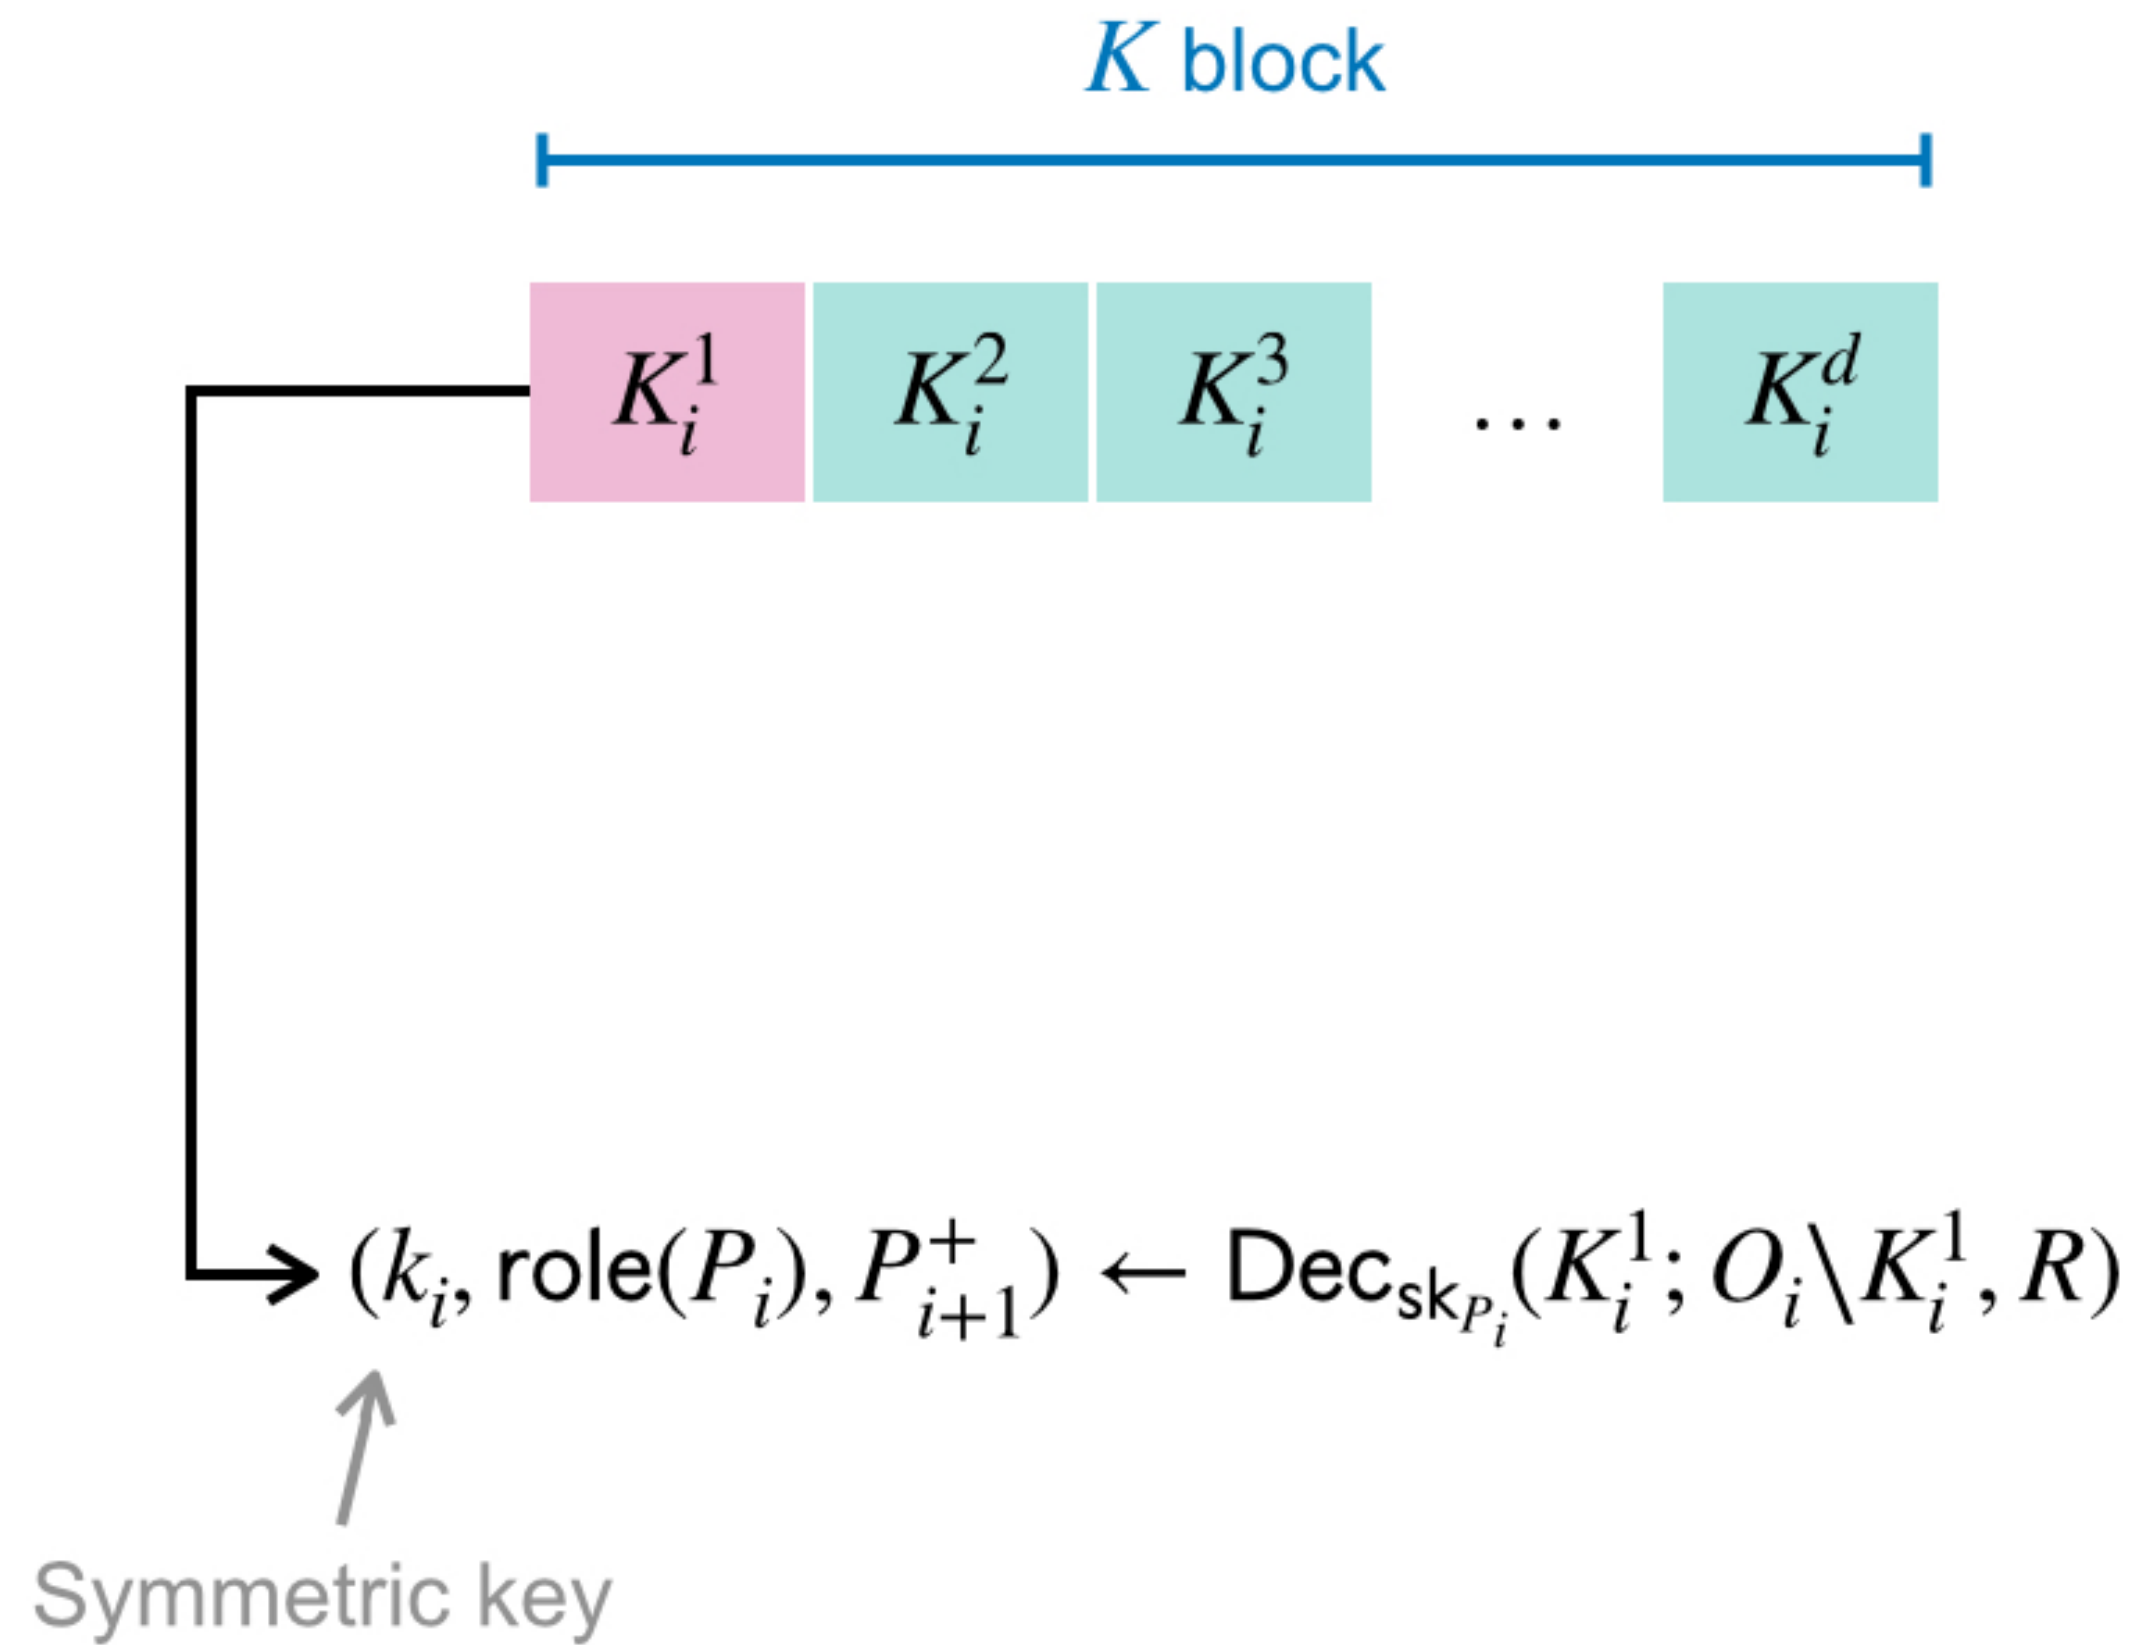 K block
K_i^1 K_i^2 K_i^3 … K_i^d
(k_i, role(P_i), P_{i+1}^+) ← Dec_{sk_{P_i}}(K_i^1; O_i\K_i^1, R)
Symmetric key